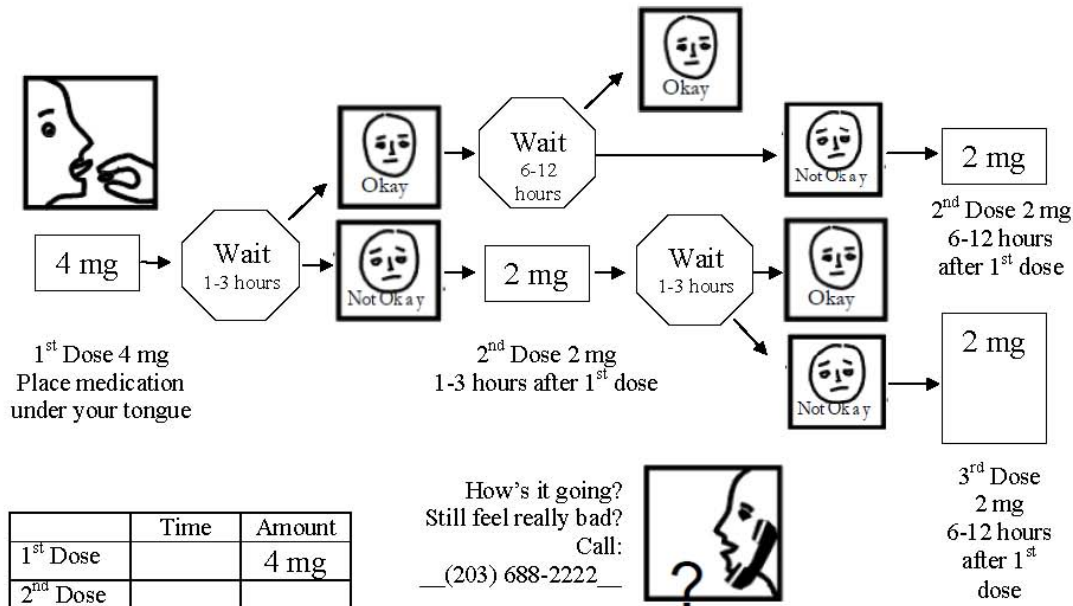 Okay
Okay
Wait
6-12
hours
Not Okay
2 mg
2nd Dose 2 mg
6-12 hours
after 1st dose
4 mg
Wait
1-3 hours
Not Okay
2 mg
Wait
1-3 hours
Okay
1st Dose 4 mg
Place medication
under your tongue
2nd Dose 2 mg
1-3 hours after 1st dose
Not Okay
2 mg
3rd Dose
2 mg
6-12 hours
after 1st
dose
How's it going?
Still feel really bad?
Call:
__(203) 688-2222__
?
Time Amount
1st Dose 4 mg
2nd Dose